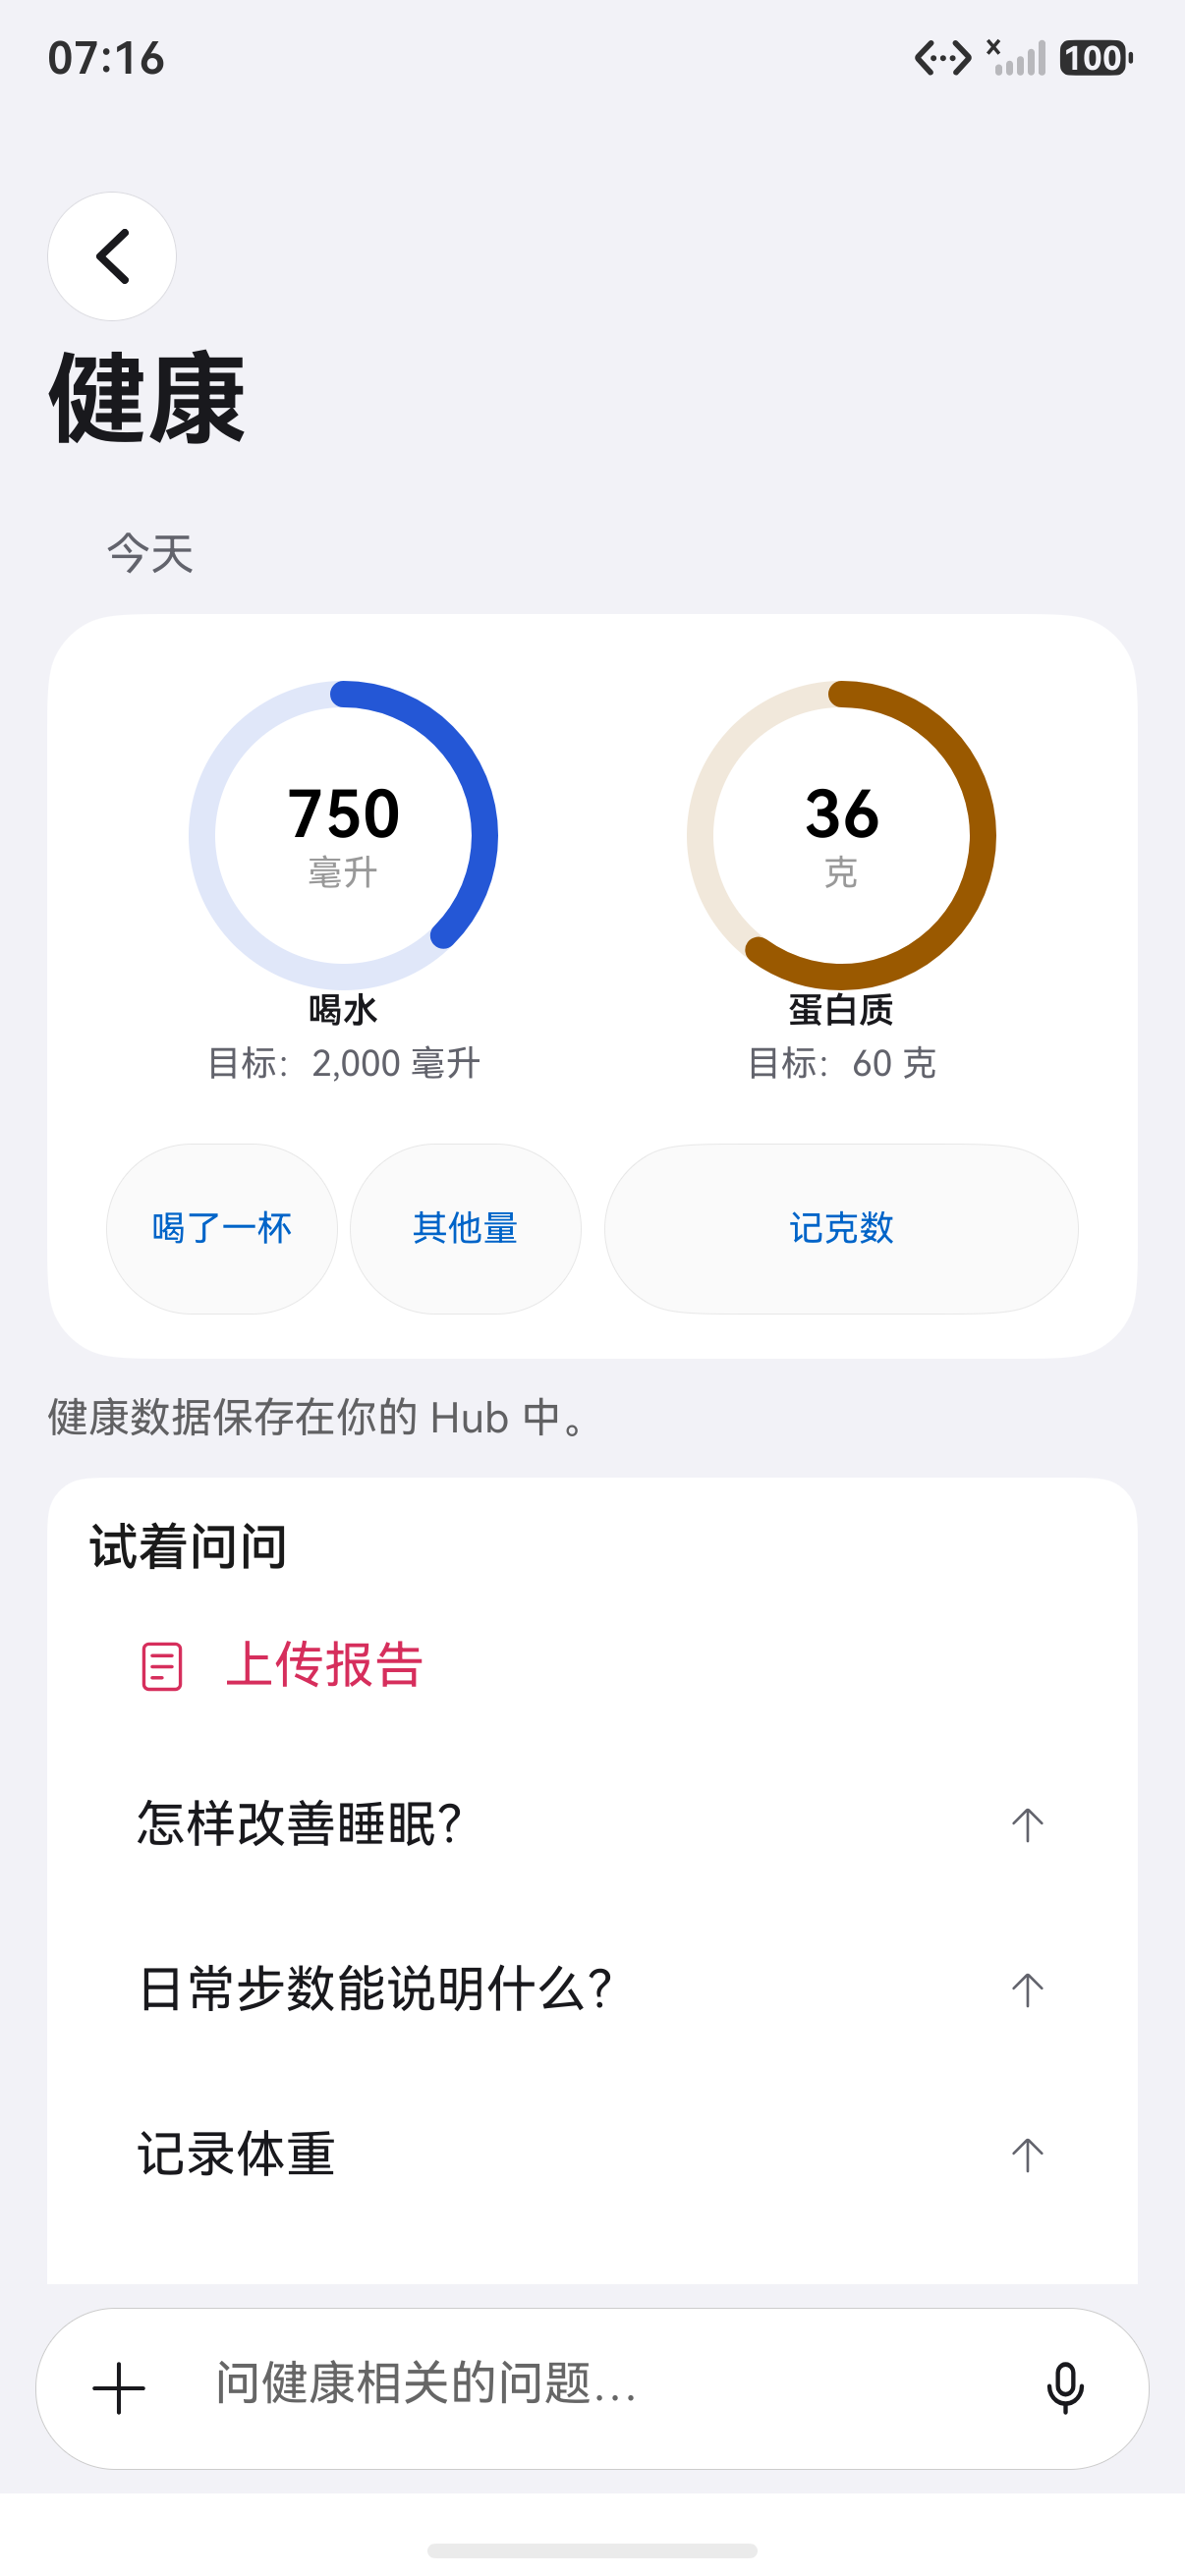 07:16
100
健康
今天
750
毫升
喝水
目标：2,000 毫升
36
克
蛋白质
目标：60 克
喝了一杯
其他量
记克数
健康数据保存在你的 Hub 中。
试着问问
上传报告
怎样改善睡眠？
日常步数能说明什么？
记录体重
问健康相关的问题…